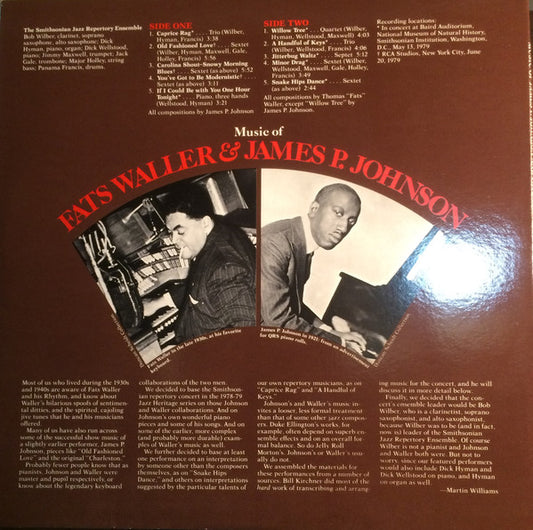 The Smithsonian Jazz Repertory Ensemble
Bob Wilber, clarinet, soprano
saxophone, alto saxophone; Dick
Hyman, piano, organ; Dick Wellstood,
piano; Jimmy Maxwell, trumpet; Jack
Gale, trombone; Major Holley, string
bass; Panama Francis, drums.
SIDE ONE
1. Caprice Rag* . . . Trio (Wilber,
Hyman, Francis) 3:38
2. Old Fashioned Love! . . . Sextet
(Wilber, Hyman, Maxwell, Gale,
Holley, Francis) 5:56
3. Carolina Shout—Snowy Morning
Blues! . . . Sextet (as above) 5:52
4. You've Got to Be Modernistic! . . .
Sextet (as above) 3:11
5. If I Could Be with You One Hour
Tonight* . . . Piano, three hands
(Wellstood, Hyman) 3:21
All compositions by James P Johnson
SIDE TWO
1. Willow Tree* . . . Quartet (Wilber,
Hyman, Wellstood, Maxwell) 4:03
2. A Handful of Keys* . . . Trio
(Wilber, Wellstood, Francis) 4:06
3. Jitterbug Waltz* . . . Septet 5:12
4. Minor Drag* . . . Sextet (Wilber,
Wellstood, Maxwell, Gale, Holley,
Francis) 3:49
5. Snake Hips Dance* . . . Sextet
(as above) 2:44
All compositions by Thomas "Fats"
Waller, except "Willow Tree" by
James P. Johnson.
Recording locations:
* In concert at Baird Auditorium,
National Museum of Natural History,
Smithsonian Institution, Washington,
D.C., May 13, 1979
! RCA Studios, New York City, June
20, 1979
Music of
FATS WALLER & JAMES P. JOHNSON
Fats Waller in the late 1930s, at his favorite
keyboard.
James P. Johnson in 1921: from an advertisement
for QRS piano rolls.
Most of us who lived during the 1930s
and 1940s are aware of Fats Waller
and his Rhythm, and know about
Waller's hilarious spoofs of sentimen-
tal ditties, and the spirited, cajoling
jive tunes that he and his musicians
offered.
Many of us have also run across
some of the successful show music of
a slightly earlier performer, James P.
Johnson, pieces like "Old Fashioned
Love" and the original "Charleston."
Probably fewer people know that as
pianists, Johnson and Waller were
master and pupil respectively, or
know about the legendary keyboard
collaborations of the two men.
We decided to base the Smithson-
ian repertory concert in the 1978-79
Jazz Heritage series on those Johnson
and Waller collaborations. And on
Johnson's own wonderful piano
pieces and some of his songs. And on
some of the earlier, more complex
(and probably more durable) exam-
ples of Waller's music as well.
We further decided to base at least
one performance on an interpretation
by someone other than the composers
themselves, as on "Snake Hips
Dance," and others on interpretations
suggested by the particular talents of
our own repertory musicians, as on
"Caprice Rag" and "A Handful of
Keys."
Johnson's and Waller's music in-
vites a looser, less formal treatment
than that of some other jazz compos-
ers. Duke Ellington's works, for
example, often depend on superb en-
semble effects and on an overall for-
mal balance. So do Jelly Roll
Morton's. Johnson's or Waller's usu-
ally do not.
We assembled the materials for
these performances from a number of
sources. Bill Kirchner did most of the
hard work of transcribing and arrang-
ing music for the concert, and he will
discuss it in more detail below.
Finally, we decided that the con-
cert's ensemble leader would be Bob
Wilber, who is a clarinetist, soprano
saxophonist, and alto saxophonist,
because Wilber was to be (and in fact,
now is) leader of the Smithsonian
Jazz Repertory Ensemble. Of course
Wilber is not a pianist and Johnson
and Waller both were. But not to
worry, since our featured performers
would also include Dick Hyman and
Dick Wellstood on piano, and Hyman
on organ as well.
—Martin Williams